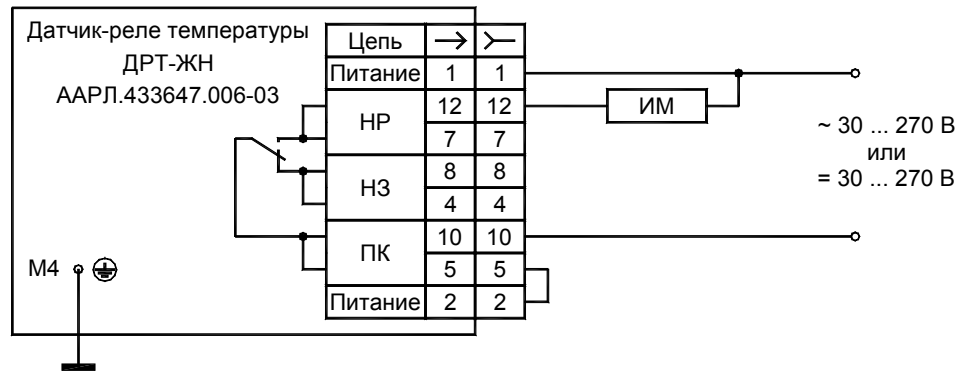 Датчик-реле температуры
ДРТ-ЖН
ААРЛ.433647.006-03
Цепь
Питание 1 1
НР 12 12
7 7
НЗ 8 8
4 4
ПК 10 10
5 5
Питание 2 2
ИМ
~ 30 ... 270 В
или
= 30 ... 270 В
М4